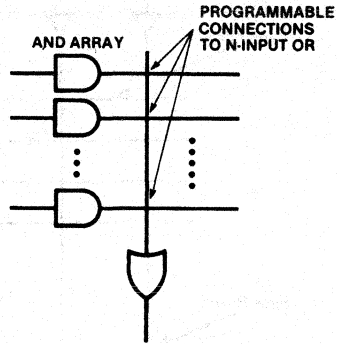 PROGRAMMABLE
CONNECTIONS
TO N-INPUT OR
AND ARRAY